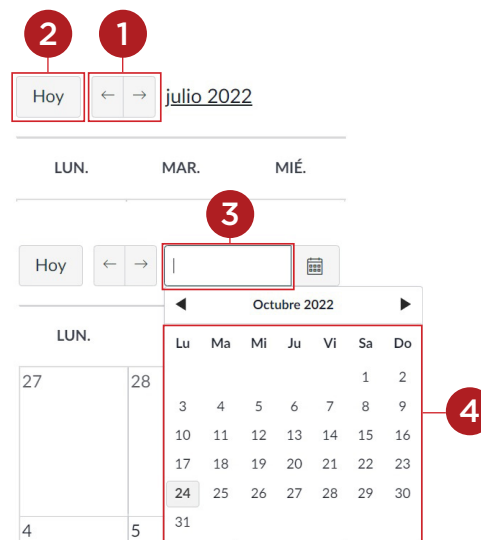 2 1
Hoy ← → julio 2022
LUN. MAR. MIÉ.
3
Hoy ← →
Octubre 2022
LUN.
Lu Ma Mi Ju Vi Sa Do
1 2
27 28
3 4 5 6 7 8 9
4
10 11 12 13 14 15 16
17 18 19 20 21 22 23
24 25 26 27 28 29 30
31
4 5